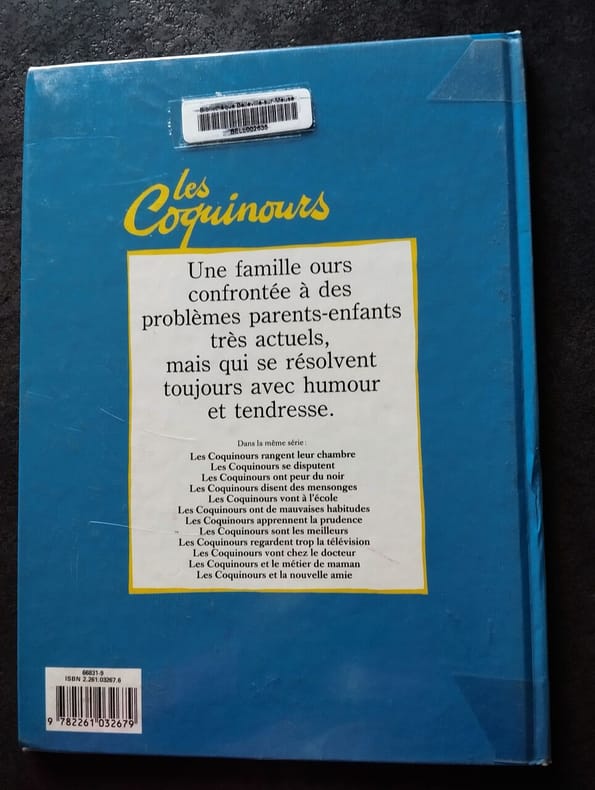 Bibliothèque Belleville-sur-Meuse
BELL002635
les
Coquinours
Une famille ours
confrontée à des
problèmes parents-enfants
très actuels,
mais qui se résolvent
toujours avec humour
et tendresse.
Dans la même série :
Les Coquinours rangent leur chambre
Les Coquinours se disputent
Les Coquinours ont peur du noir
Les Coquinours disent des mensonges
Les Coquinours vont à l'école
Les Coquinours ont de mauvaises habitudes
Les Coquinours apprennent la prudence
Les Coquinours sont les meilleurs
Les Coquinours regardent trop la télévision
Les Coquinours vont chez le docteur
Les Coquinours et le métier de maman
Les Coquinours et la nouvelle amie
66831-9
ISBN 2.261.03267.6
9 782261 032679